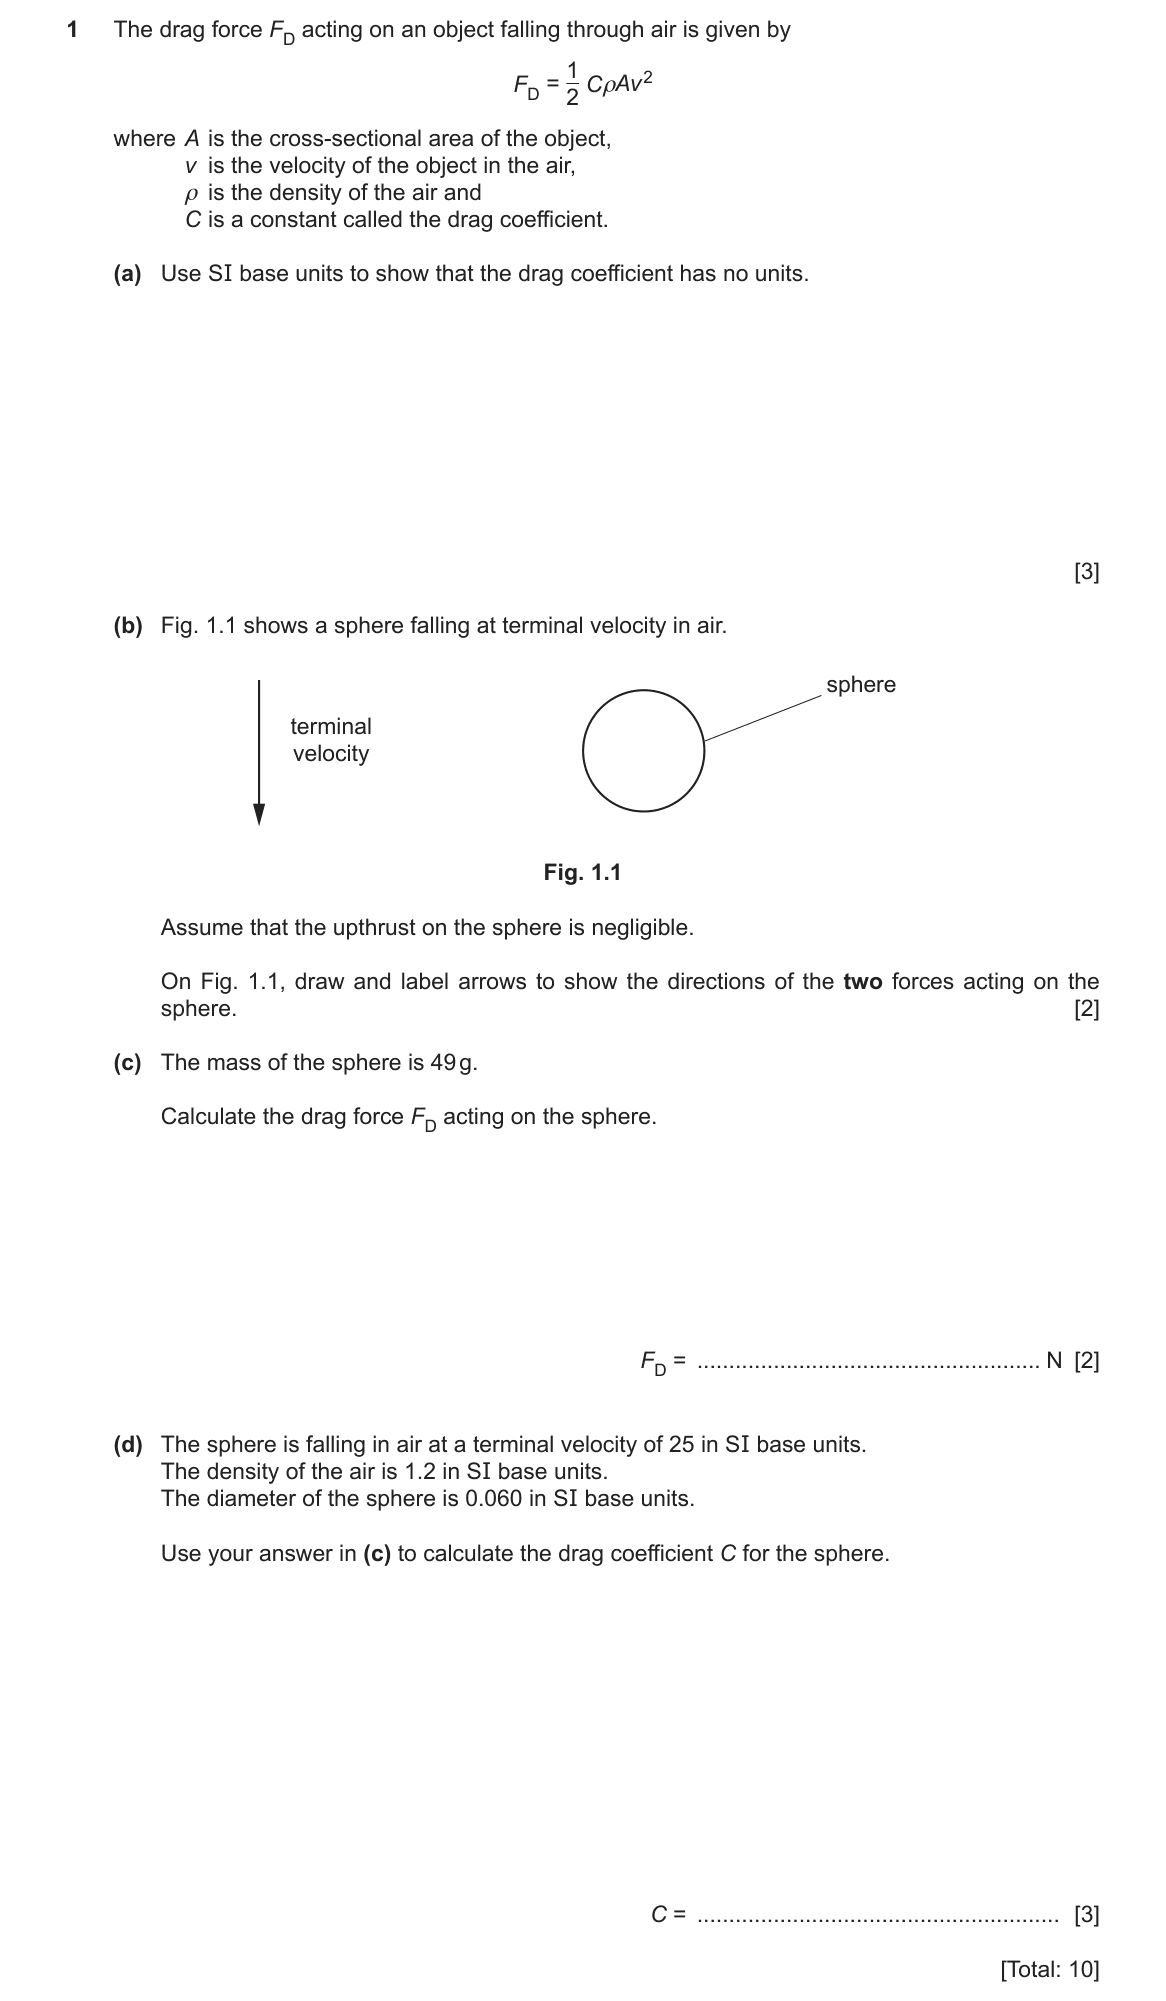 1 The drag force F_D acting on an object falling through air is given by
F_D = 1/2 CρAv²
where A is the cross-sectional area of the object,
v is the velocity of the object in the air,
ρ is the density of the air and
C is a constant called the drag coefficient.
(a) Use SI base units to show that the drag coefficient has no units.
[3]
(b) Fig. 1.1 shows a sphere falling at terminal velocity in air.
sphere
terminal
velocity
Fig. 1.1
Assume that the upthrust on the sphere is negligible.
On Fig. 1.1, draw and label arrows to show the directions of the two forces acting on the
sphere. [2]
(c) The mass of the sphere is 49 g.
Calculate the drag force F_D acting on the sphere.
F_D = ...................................................... N [2]
(d) The sphere is falling in air at a terminal velocity of 25 in SI base units.
The density of the air is 1.2 in SI base units.
The diameter of the sphere is 0.060 in SI base units.
Use your answer in (c) to calculate the drag coefficient C for the sphere.
C = ......................................................... [3]
[Total: 10]